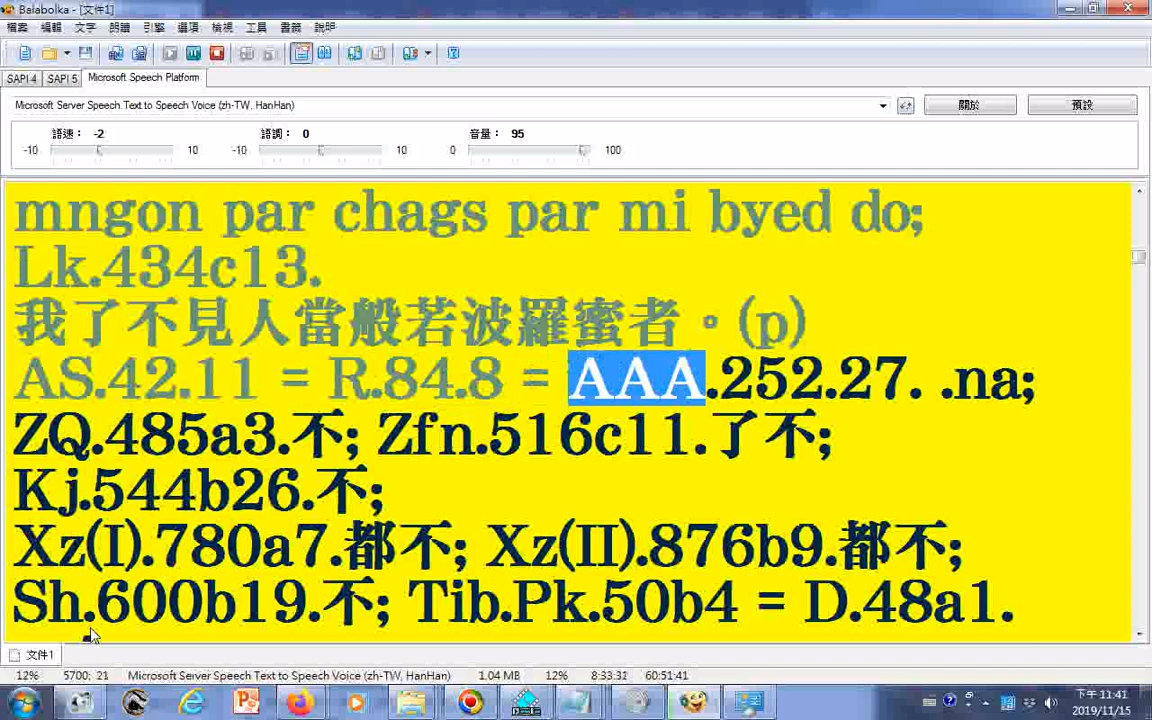 Balabolka - [文件1]
檔案 編輯 文字 朗讀 引擎 選項 檢視 工具 書籤 說明
SAPI 4 SAPI 5 Microsoft Speech Platform
Microsoft Server Speech Text to Speech Voice (zh-TW, HanHan) 關於 預設
語速： -2 語調： 0 音量： 95
-10 10 -10 10 0 100
mngon par chags par mi byed do;
Lk.434c13.
我了不見人當般若波羅蜜者。(p)
AS.42.11 = R.84.8 = AAA.252.27. .na;
ZQ.485a3.不; Zfn.516c11.了不;
Kj.544b26.不;
Xz(I).780a7.都不; Xz(II).876b9.都不;
Sh.600b19.不; Tib.Pk.50b4 = D.48a1.
文件1
12% 5700; 21 Microsoft Server Speech Text to Speech Voice (zh-TW, HanHan) 1.04 MB 12% 8:33:31 60:51:41
下午 11:41
2019/11/15